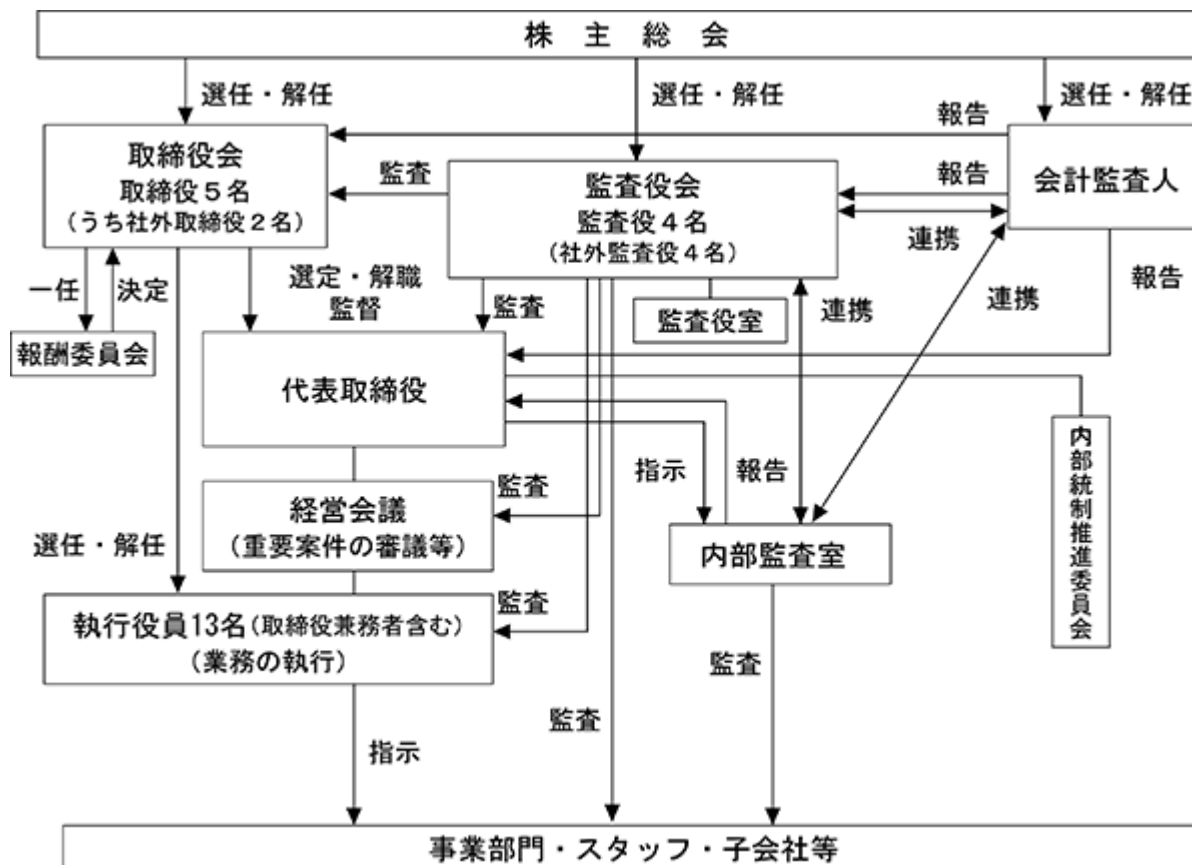 株主総会
選任・解任
選任・解任
選任・解任
報告
取締役会
取締役5名
(うち社外取締役2名)
監査
監査役会
監査役4名
(社外監査役4名)
報告
会計監査人
連携
一任
決定
選定・解職
監督
監査
監査役室
連携
連携
報告
報酬委員会
代表取締役
指示
報告
内部統制推進委員会
監査
経営会議
(重要案件の審議等)
選任・解任
内部監査室
監査
執行役員13名(取締役兼務者含む)
(業務の執行)
監査
監査
指示
事業部門・スタッフ・子会社等